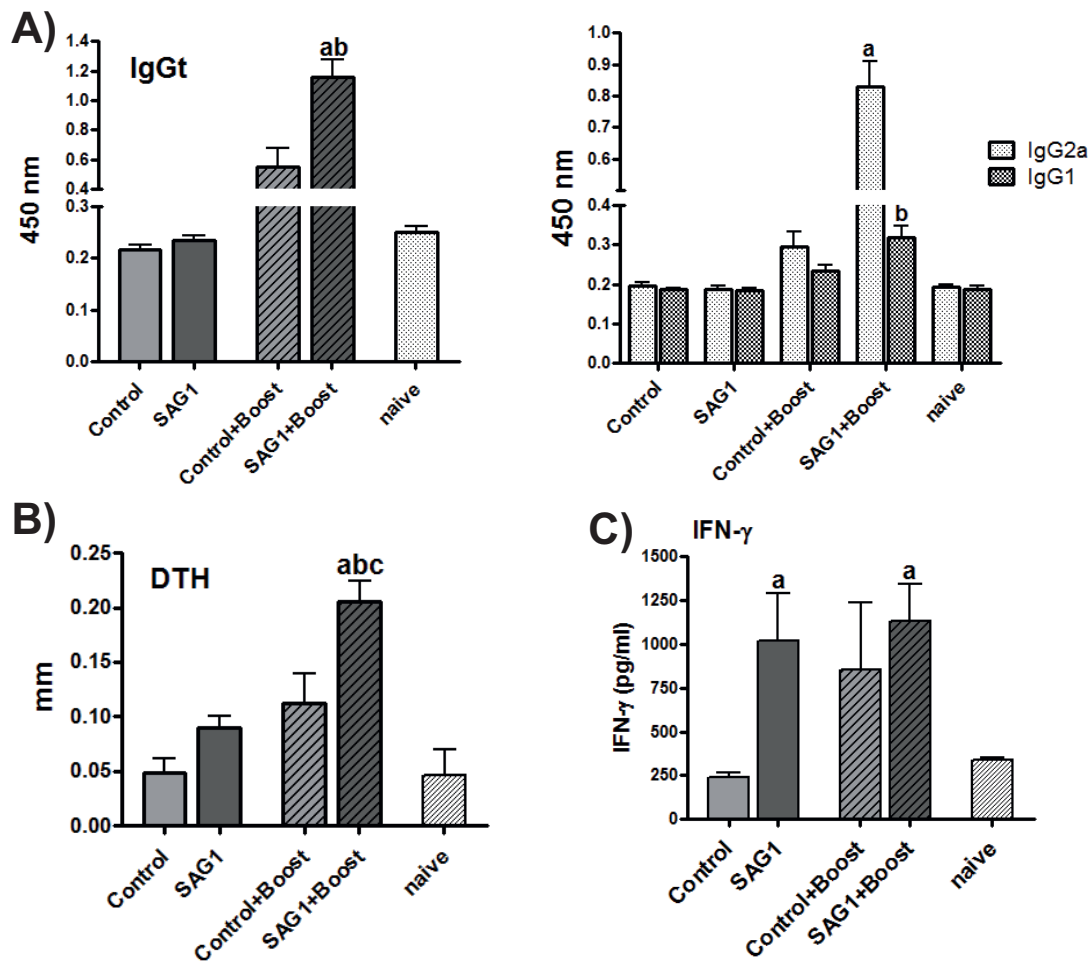 A)
IgGt
ab
450 nm
1.4
1.2
1.0
0.8
0.6
0.4
0.3
0.2
0.1
0.0
Control
SAG1
Control+Boost
SAG1+Boost
naive
a
b
450 nm
1.0
0.9
0.8
0.7
0.6
0.5
0.4
0.3
0.2
0.1
0.0
IgG2a
IgG1
Control
SAG1
Control+Boost
SAG1+Boost
naive
B)
DTH
abc
mm
0.25
0.20
0.15
0.10
0.05
0.00
Control
SAG1
Control+Boost
SAG1+Boost
naive
C)
IFN-γ
a
a
IFN-γ (pg/ml)
1500
1250
1000
750
500
250
0
Control
SAG1
Control+Boost
SAG1+Boost
naive